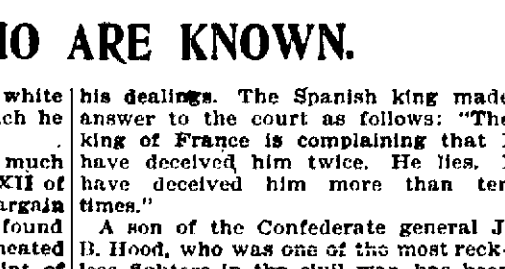 HO ARE KNOWN.
white
ch he
.
much
XII of
argain
found
heated
int of
his dealings. The Spanish king made
answer to the court as follows: "The
king of France is complaining that I
have deceived him twice. He lies. I
have deceived him more than ten
times."
A son of the Confederate general J.
B. Hood, who was one of the most reck-
less fighters in the civil war, has been